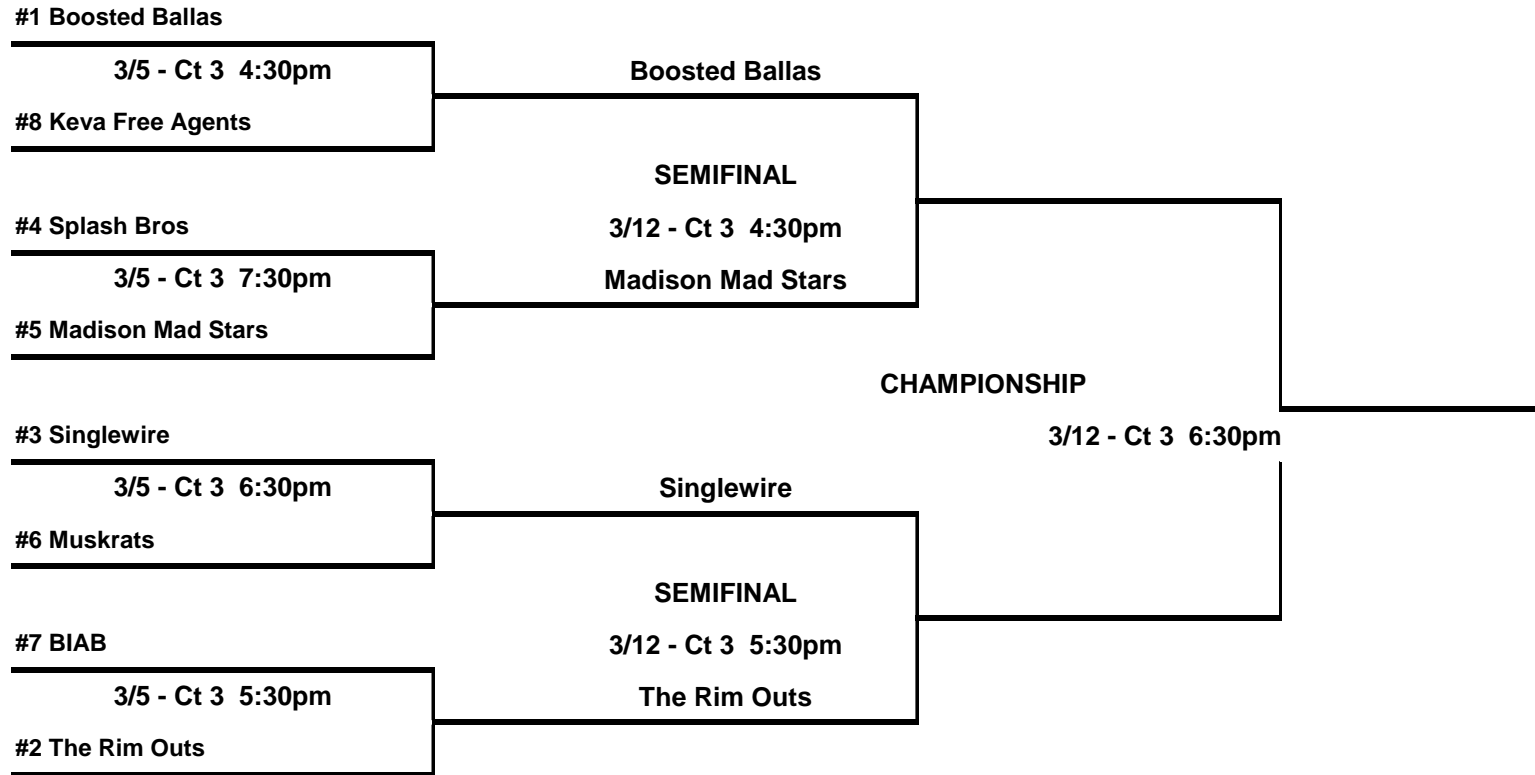 #1 Boosted Ballas
3/5 - Ct 3 4:30pm
Boosted Ballas
#8 Keva Free Agents
SEMIFINAL
#4 Splash Bros
3/12 - Ct 3 4:30pm
3/5 - Ct 3 7:30pm
Madison Mad Stars
#5 Madison Mad Stars
CHAMPIONSHIP
#3 Singlewire
3/12 - Ct 3 6:30pm
3/5 - Ct 3 6:30pm
Singlewire
#6 Muskrats
SEMIFINAL
#7 BIAB
3/12 - Ct 3 5:30pm
3/5 - Ct 3 5:30pm
The Rim Outs
#2 The Rim Outs